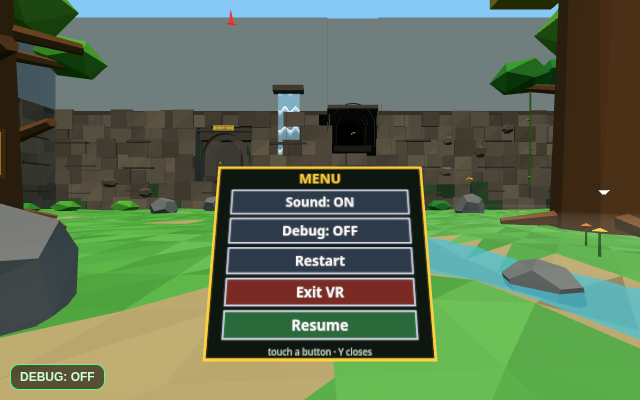 MENU
Sound: ON
Debug: OFF
Restart
Exit VR
Resume
touch a button · Y closes
DEBUG: OFF